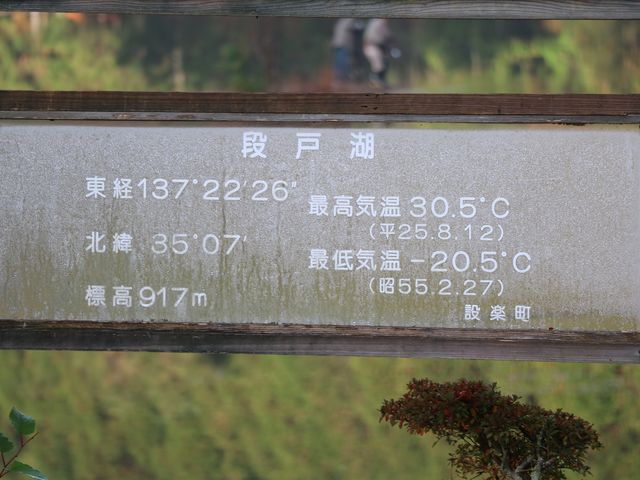 段戸湖
東経137°22′26″
最高気温 30.5°C
(平25.8.12)
北緯 35°07′
最低気温 －20.5°C
(昭55.2.27)
標高917m
設楽町